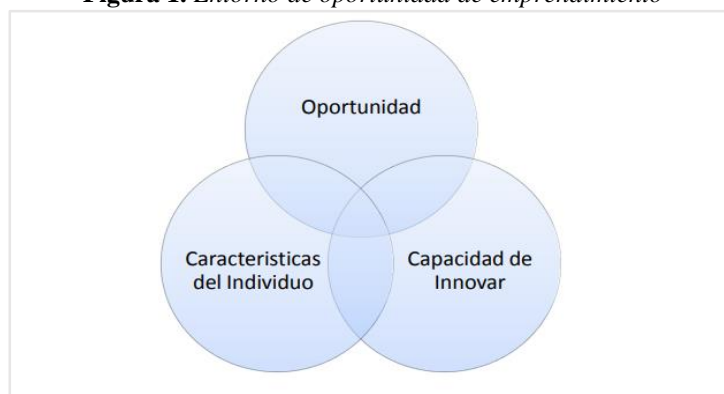 Figura 1. Entorno de oportunidad de emprendimiento
Oportunidad
Caracteristicas
del Individuo
Capacidad de
Innovar